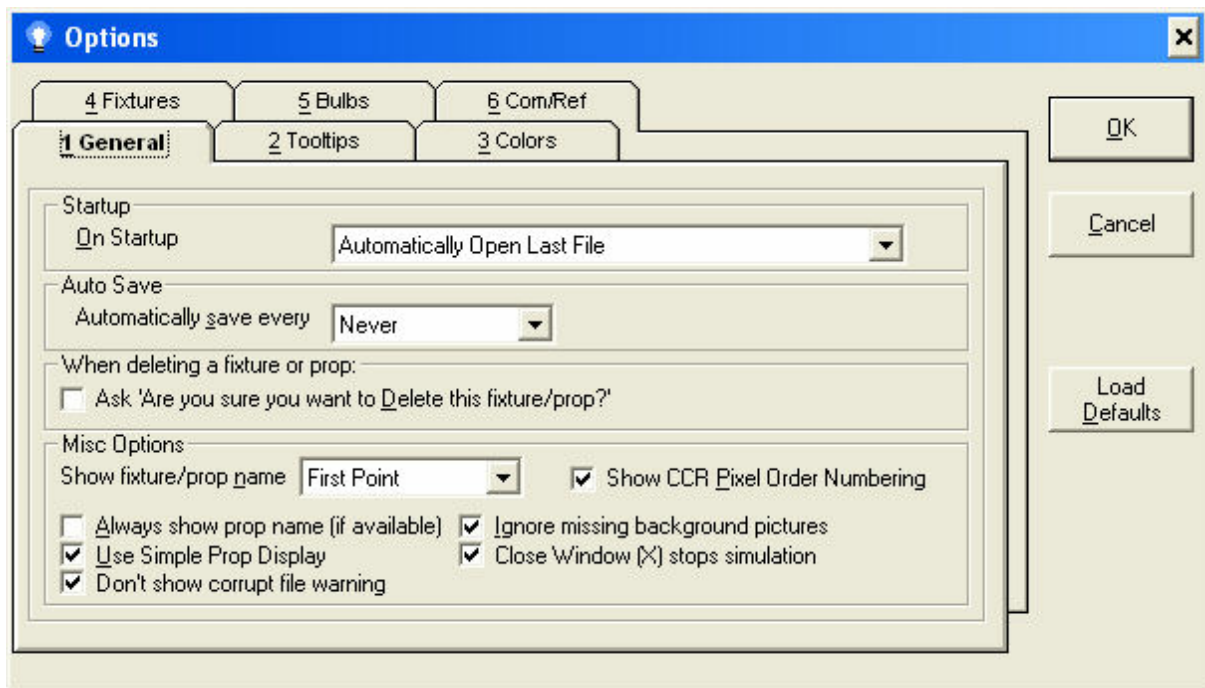 Options
4 Fixtures 5 Bulbs 6 Com/Ref
1 General 2 Tooltips 3 Colors
OK
Cancel
Load
Defaults
Startup
On Startup Automatically Open Last File
Auto Save
Automatically save every Never
When deleting a fixture or prop:
Ask 'Are you sure you want to Delete this fixture/prop?'
Misc Options
Show fixture/prop name First Point Show CCR Pixel Order Numbering
Always show prop name (if available) Ignore missing background pictures
Use Simple Prop Display Close Window (X) stops simulation
Don't show corrupt file warning